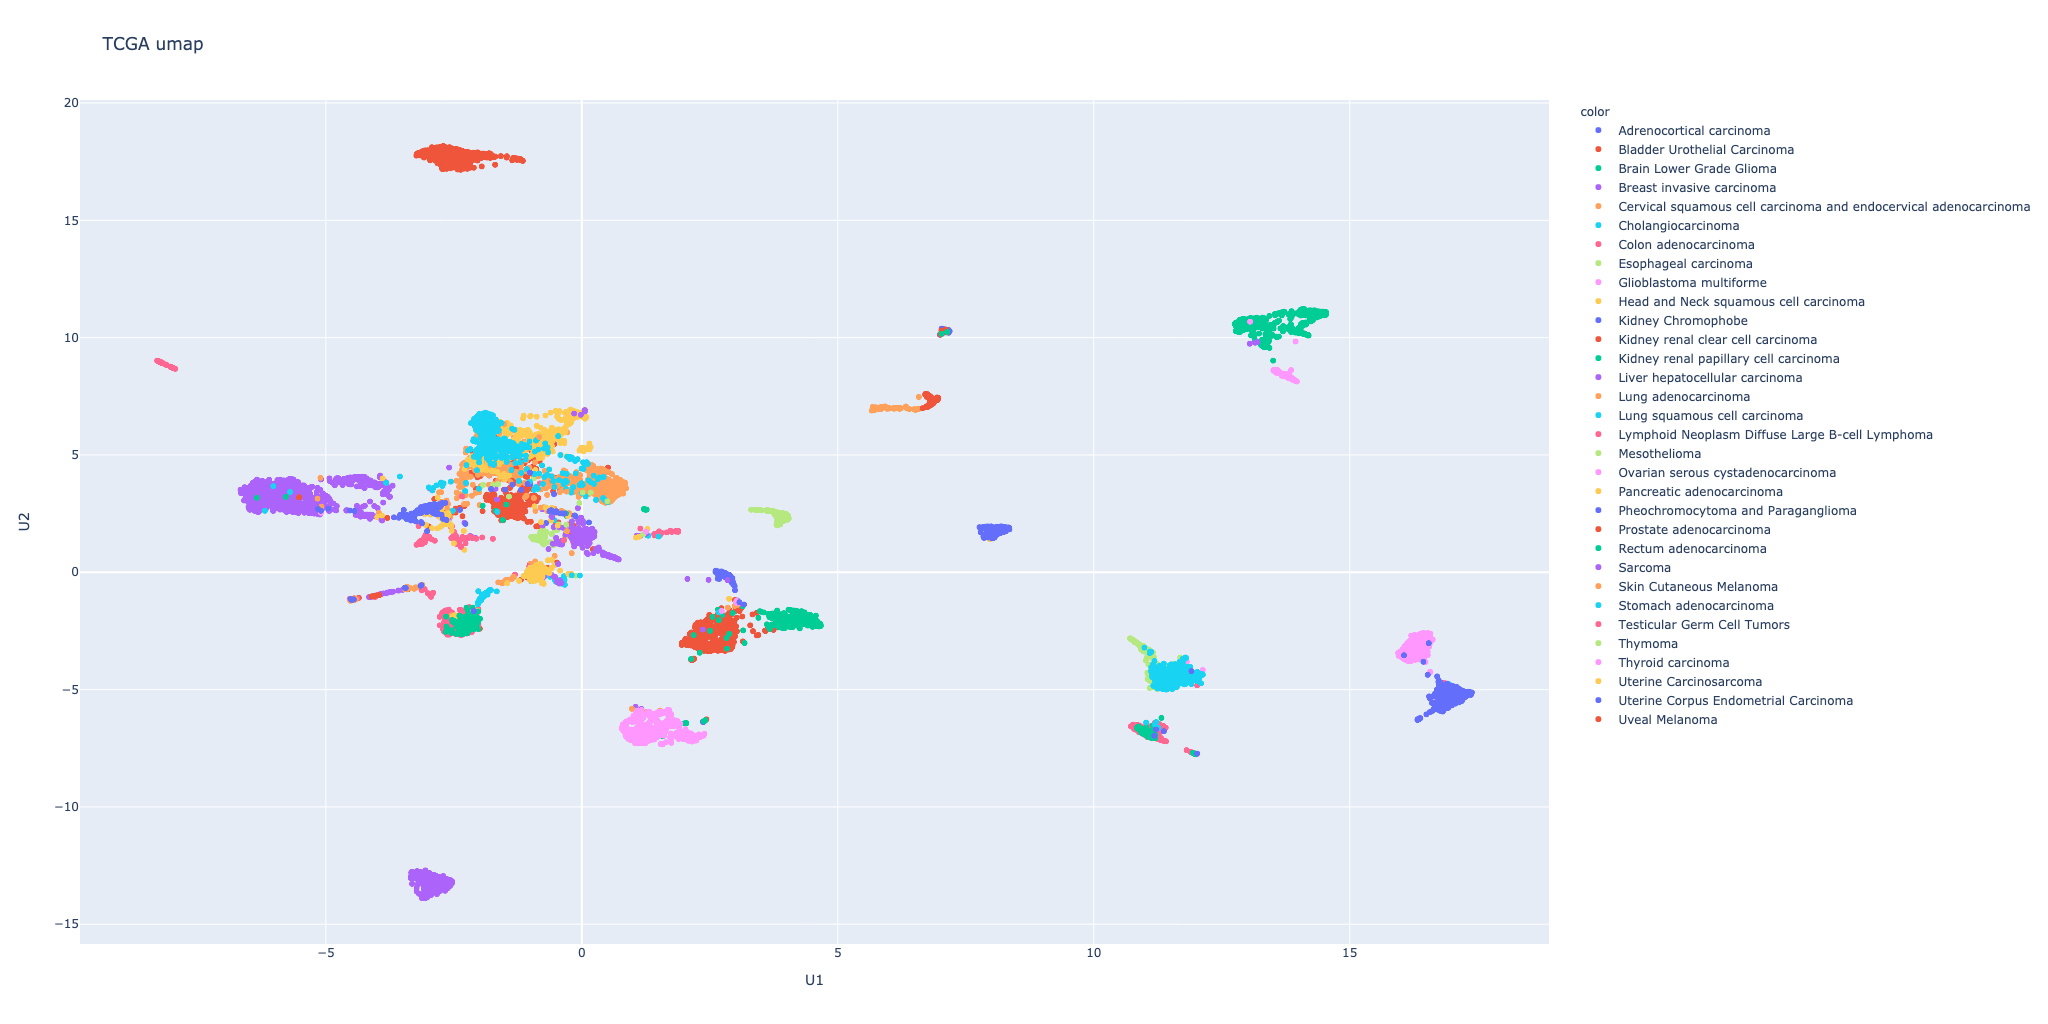 TCGA umap
20
15
10
5
0
−5
−10
−15
U2
−5
0
5
10
15
U1
color
Adrenocortical carcinoma
Bladder Urothelial Carcinoma
Brain Lower Grade Glioma
Breast invasive carcinoma
Cervical squamous cell carcinoma and endocervical adenocarcinoma
Cholangiocarcinoma
Colon adenocarcinoma
Esophageal carcinoma
Glioblastoma multiforme
Head and Neck squamous cell carcinoma
Kidney Chromophobe
Kidney renal clear cell carcinoma
Kidney renal papillary cell carcinoma
Liver hepatocellular carcinoma
Lung adenocarcinoma
Lung squamous cell carcinoma
Lymphoid Neoplasm Diffuse Large B-cell Lymphoma
Mesothelioma
Ovarian serous cystadenocarcinoma
Pancreatic adenocarcinoma
Pheochromocytoma and Paraganglioma
Prostate adenocarcinoma
Rectum adenocarcinoma
Sarcoma
Skin Cutaneous Melanoma
Stomach adenocarcinoma
Testicular Germ Cell Tumors
Thymoma
Thyroid carcinoma
Uterine Carcinosarcoma
Uterine Corpus Endometrial Carcinoma
Uveal Melanoma